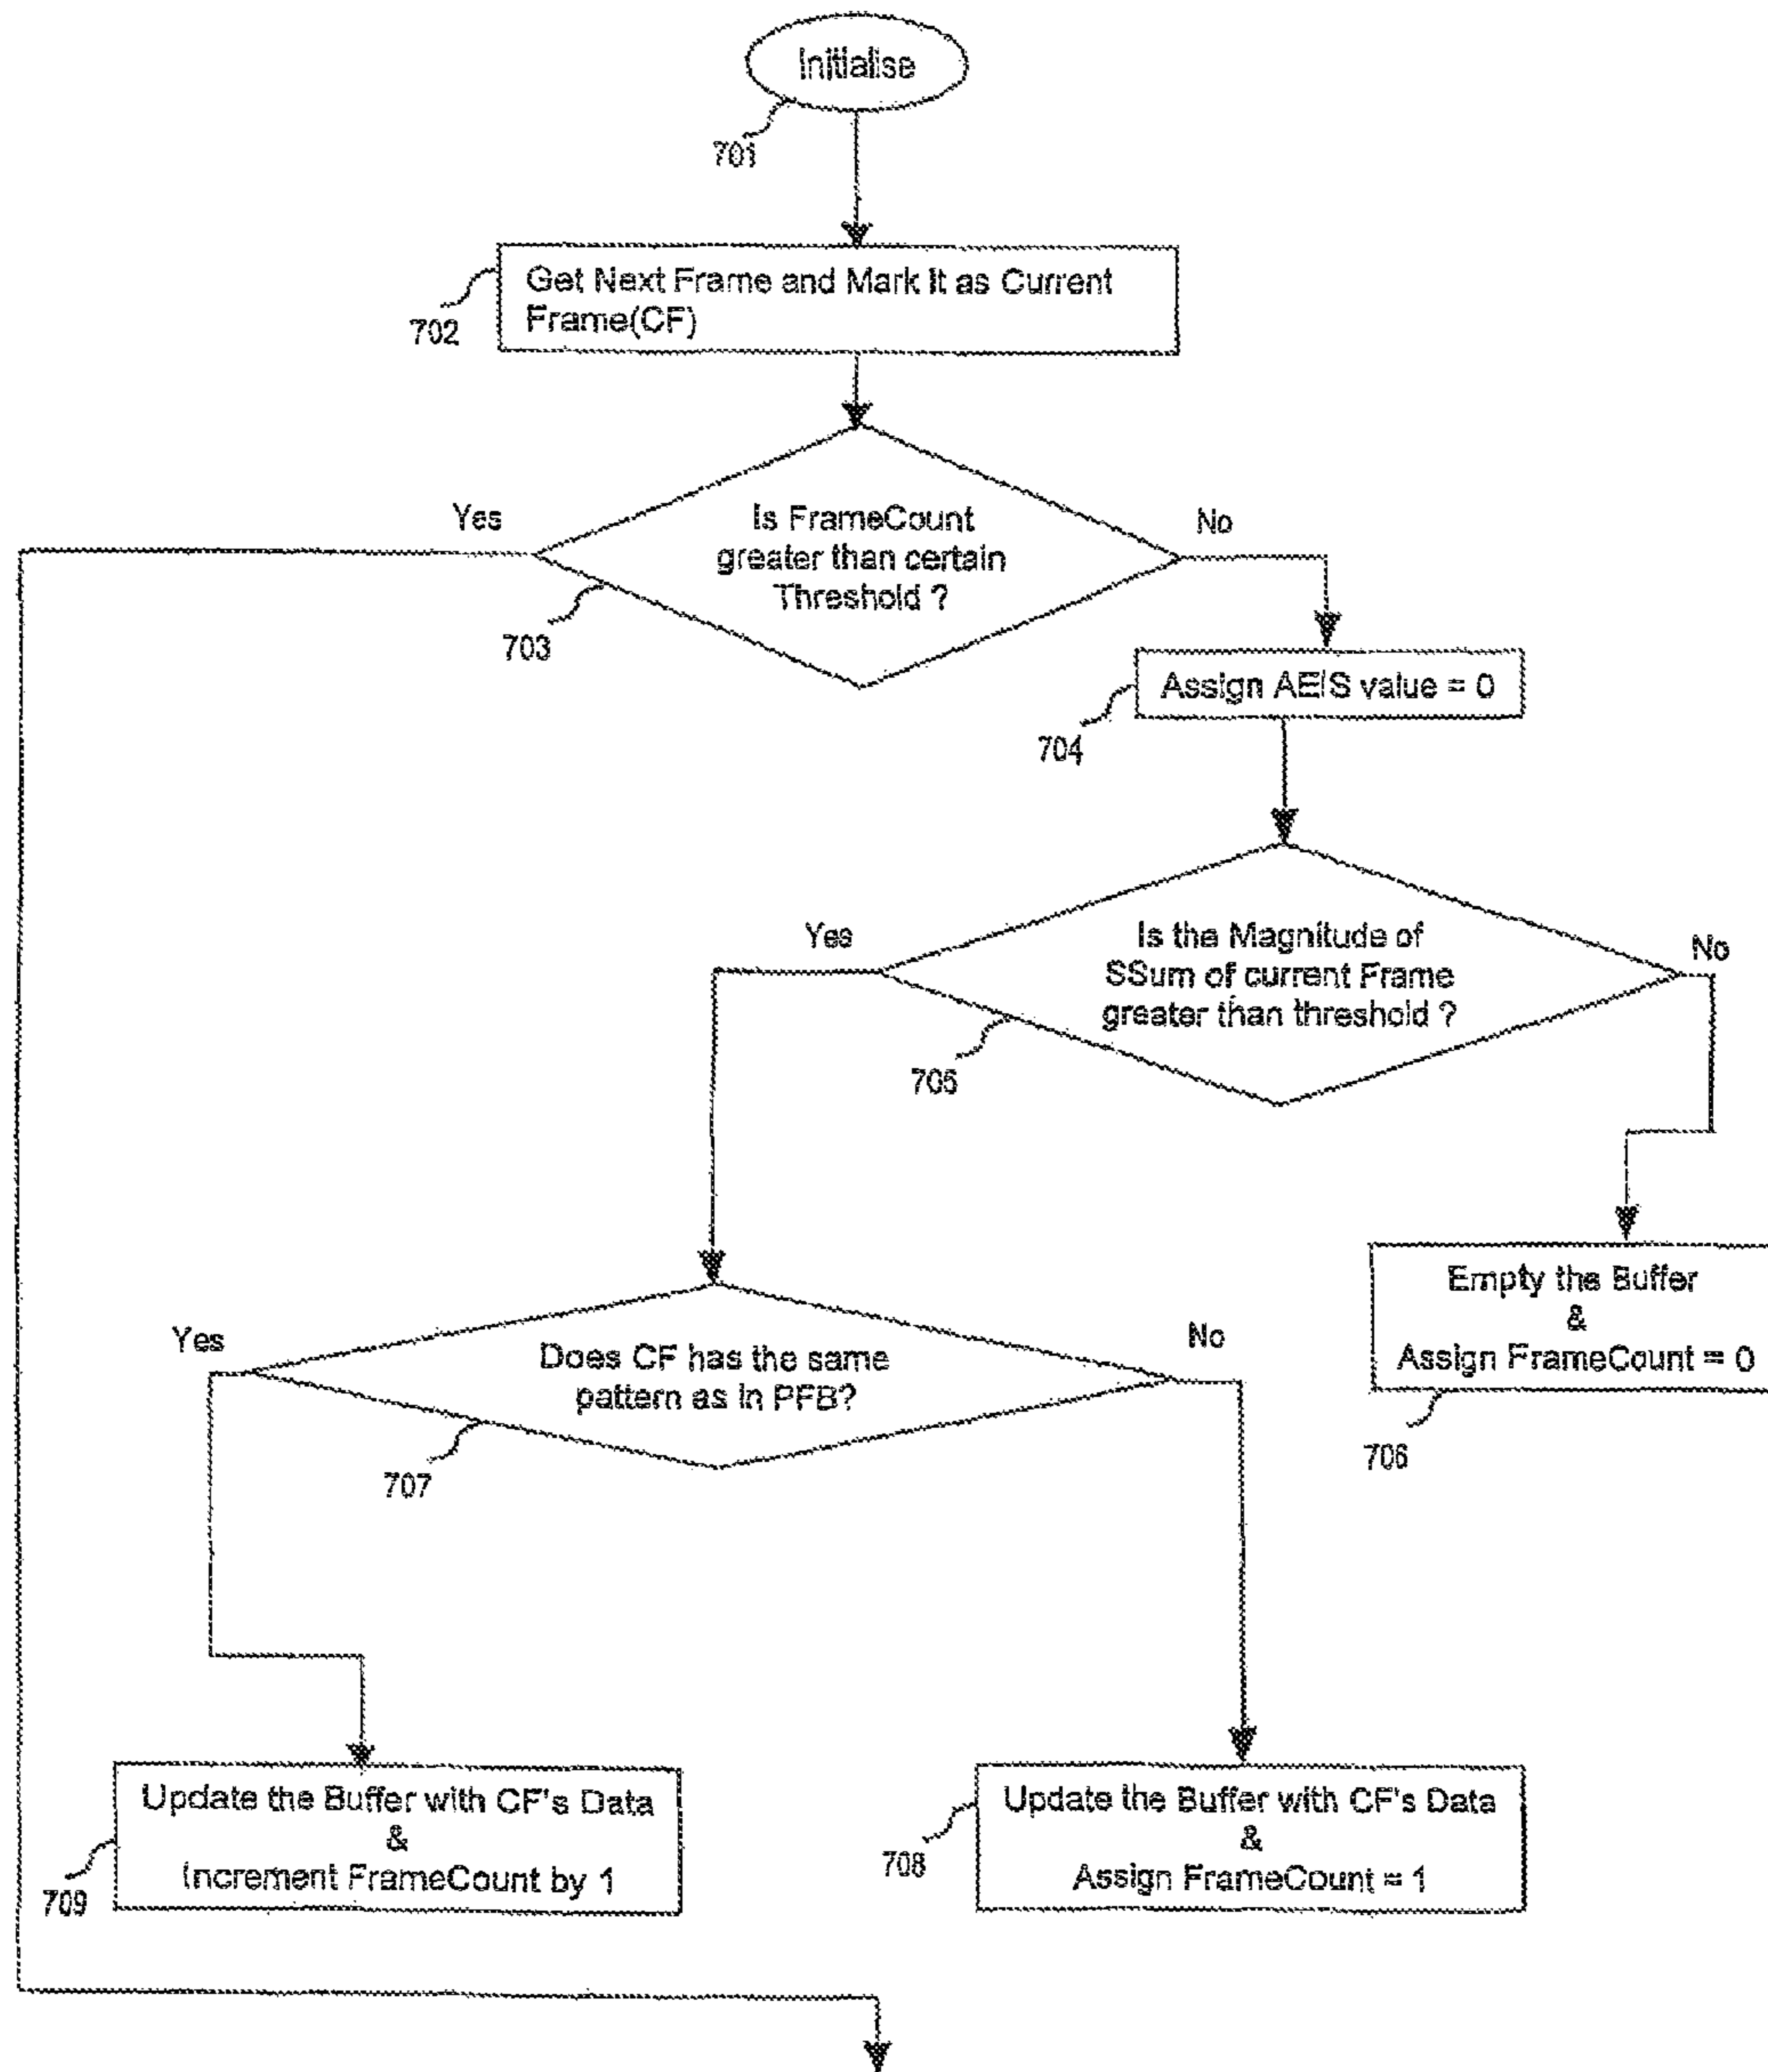 Initialise
701
Get Next Frame and Mark It as Current
Frame(CF)
702
Yes
Is FrameCount
greater than certain
Threshold ?
No
703
Assign AEIS value = 0
704
Yes
Is the Magnitude of
SSum of current Frame
greater than threshold ?
No
705
Empty the Buffer
&
Assign FrameCount = 0
706
Yes
Does CF has the same
pattern as in PFB?
No
707
Update the Buffer with CF's Data
&
Increment FrameCount by 1
709
Update the Buffer with CF's Data
&
Assign FrameCount = 1
708